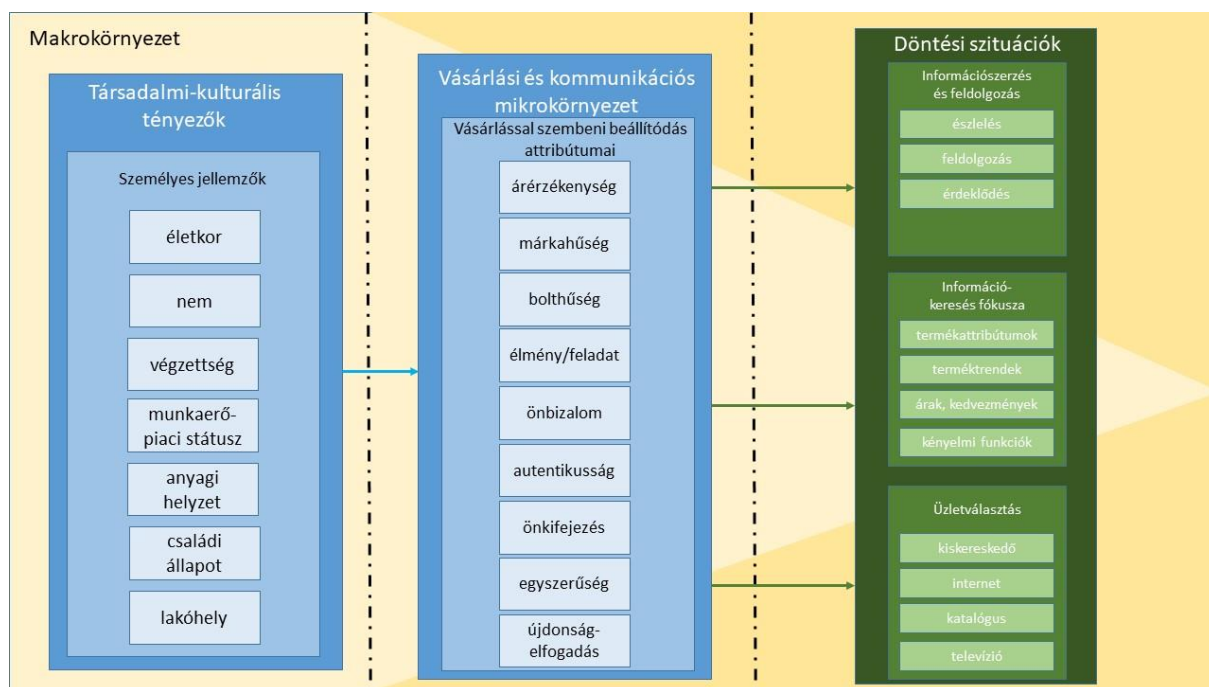 Makrokörnyezet
Társadalmi-kulturális
tényezők
Személyes jellemzők
életkor
nem
végzettség
munkaerő-
piaci státusz
anyagi
helyzet
családi
állapot
lakóhely
Vásárlási és kommunikációs
mikrokörnyezet
Vásárlással szembeni beállítódás
attribútumai
árérzékenység
márkahűség
bolthűség
élmény/feladat
önbizalom
autentikusság
önkifejezés
egyszerűség
újdonság-
elfogadás
Döntési szituációk
Információszerzés
és feldolgozás
észlelés
feldolgozás
érdeklődés
Információ-
keresés fókusza
termékattribútumok
terméktrendek
árak, kedvezmények
kényelmi funkciók
Üzletválasztás
kiskereskedő
internet
katalógus
televízió